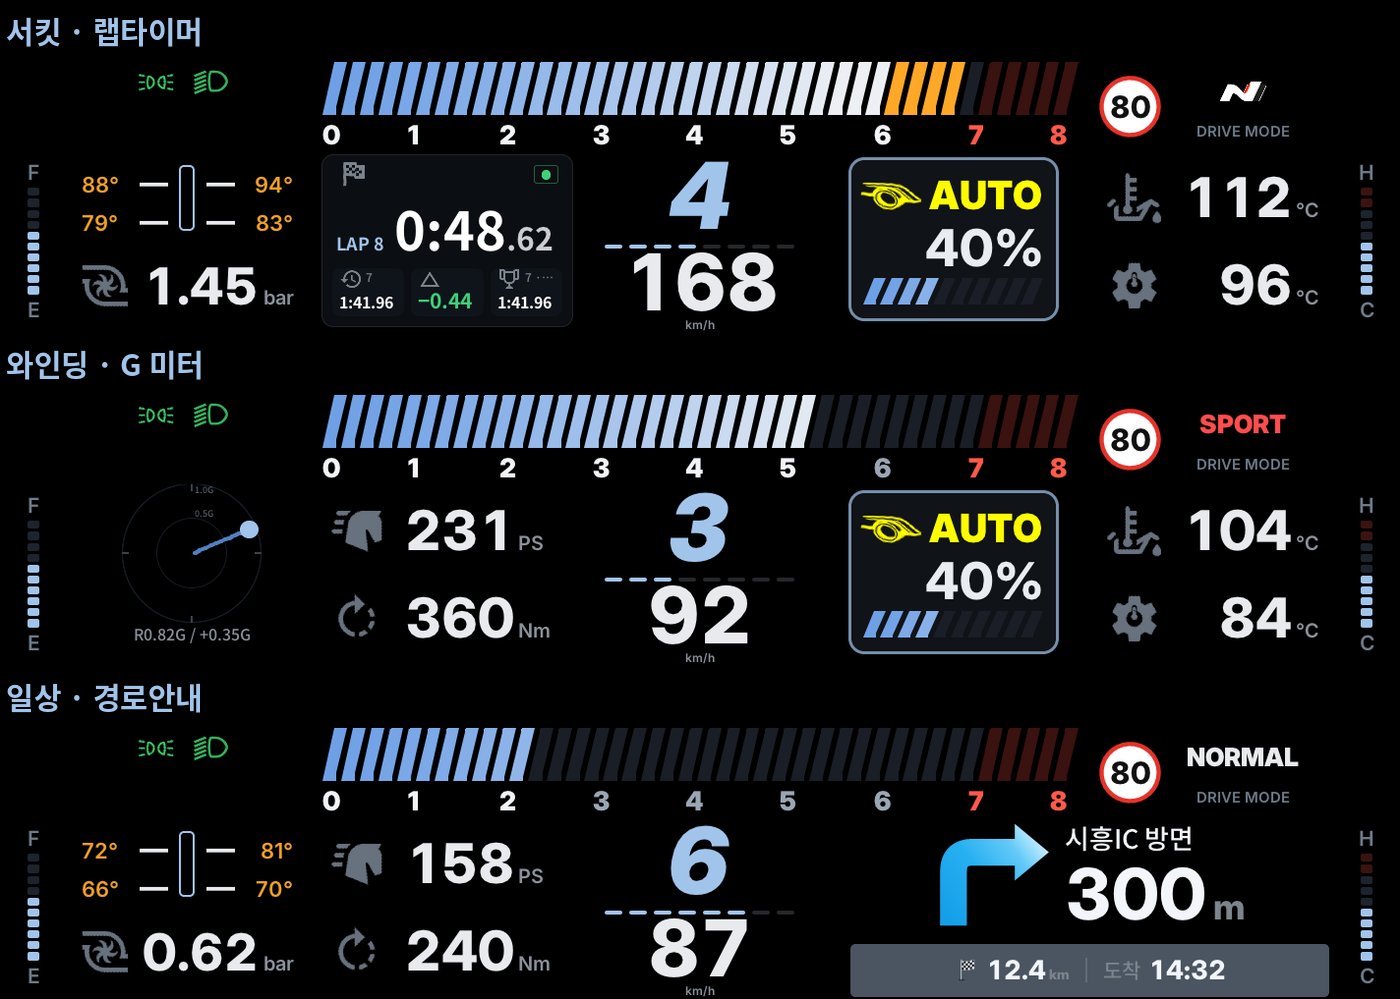 서킷 · 랩타이머
0 1 2 3 4 5 6 7 8
80
N
DRIVE MODE
F
E
88° 94°
79° 83°
1.45 bar
LAP 8 0:48.62
7
1:41.96
−0.44
7
1:41.96
4
168
km/h
AUTO
40%
112 °C
96 °C
H
C
와인딩 · G 미터
0 1 2 3 4 5 6 7 8
80
SPORT
DRIVE MODE
F
E
1.0G
0.5G
R0.82G / +0.35G
231 PS
360 Nm
3
92
km/h
AUTO
40%
104 °C
84 °C
H
C
일상 · 경로안내
0 1 2 3 4 5 6 7 8
80
NORMAL
DRIVE MODE
F
E
72° 81°
66° 70°
0.62 bar
158 PS
240 Nm
6
87
km/h
시흥IC 방면
300 m
12.4 km 도착 14:32
H
C